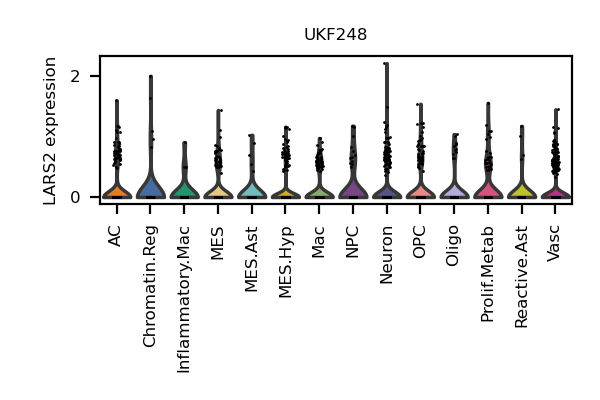 UKF248
LARS2 expression
2
0
AC
Chromatin.Reg
Inflammatory.Mac
MES
MES.Ast
MES.Hyp
Mac
NPC
Neuron
OPC
Oligo
Prolif.Metab
Reactive.Ast
Vasc